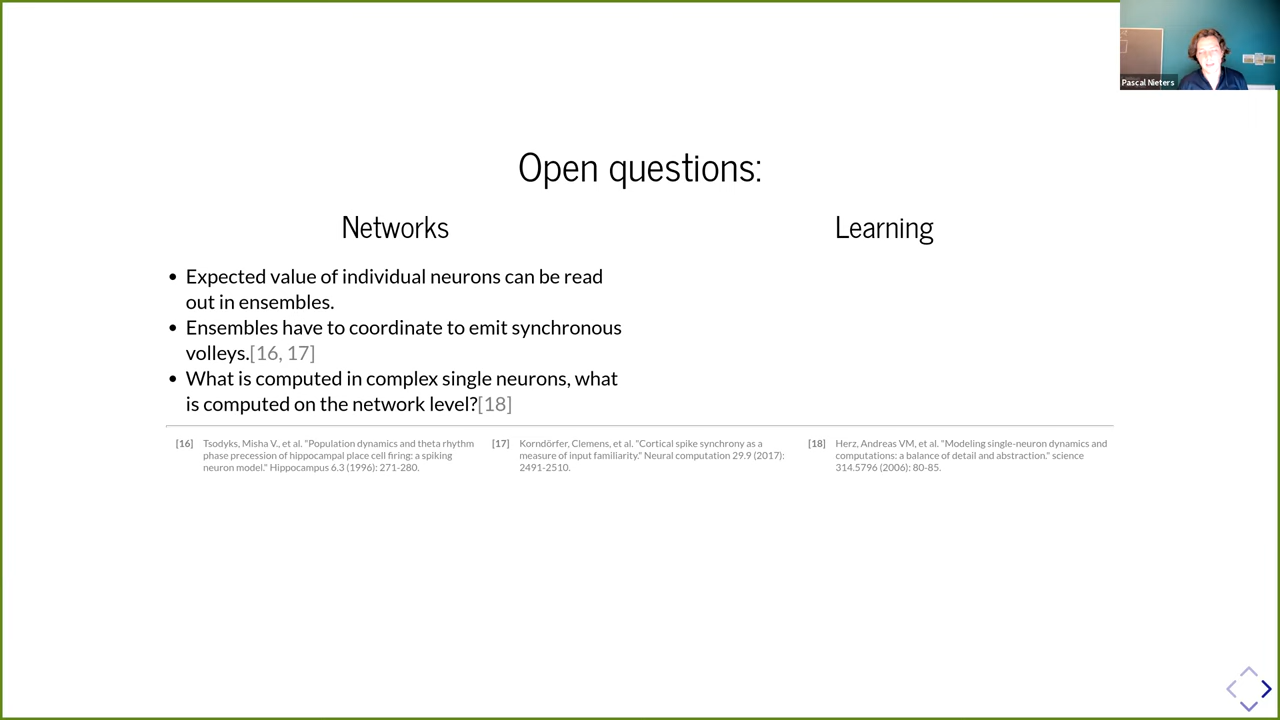 Pascal Nieters
Open questions:
Networks
Learning
• Expected value of individual neurons can be read
out in ensembles.
• Ensembles have to coordinate to emit synchronous
volleys.[16, 17]
• What is computed in complex single neurons, what
is computed on the network level?[18]
[16] Tsodyks, Misha V., et al. "Population dynamics and theta rhythm
phase precession of hippocampal place cell firing: a spiking
neuron model." Hippocampus 6.3 (1996): 271-280.
[17] Korndörfer, Clemens, et al. "Cortical spike synchrony as a
measure of input familiarity." Neural computation 29.9 (2017):
2491-2510.
[18] Herz, Andreas VM, et al. "Modeling single-neuron dynamics and
computations: a balance of detail and abstraction." science
314.5796 (2006): 80-85.